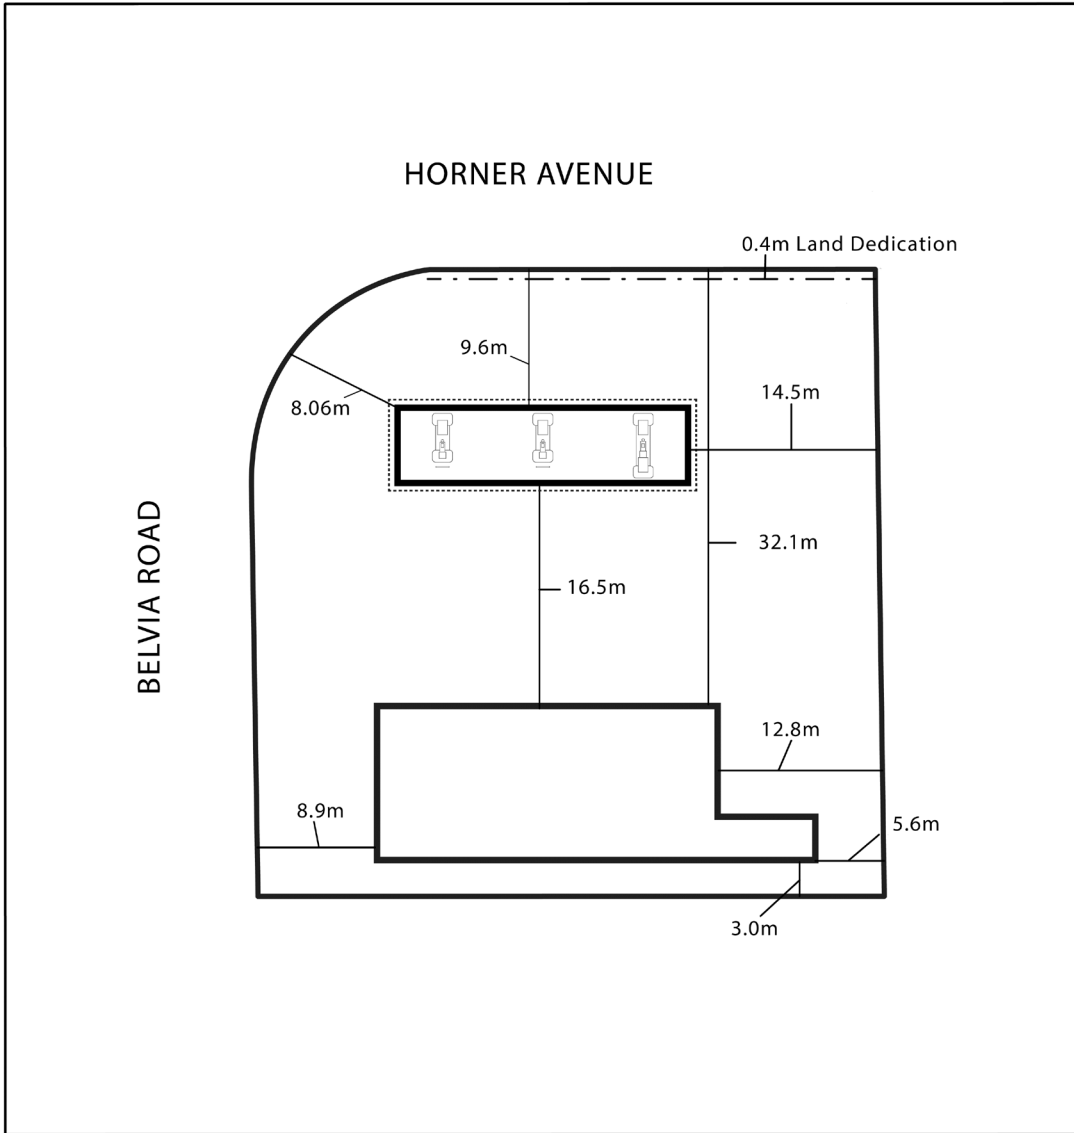 HORNER AVENUE
0.4m Land Dedication
9.6m
14.5m
8.06m
BELVIA ROAD
32.1m
16.5m
12.8m
8.9m
5.6m
3.0m